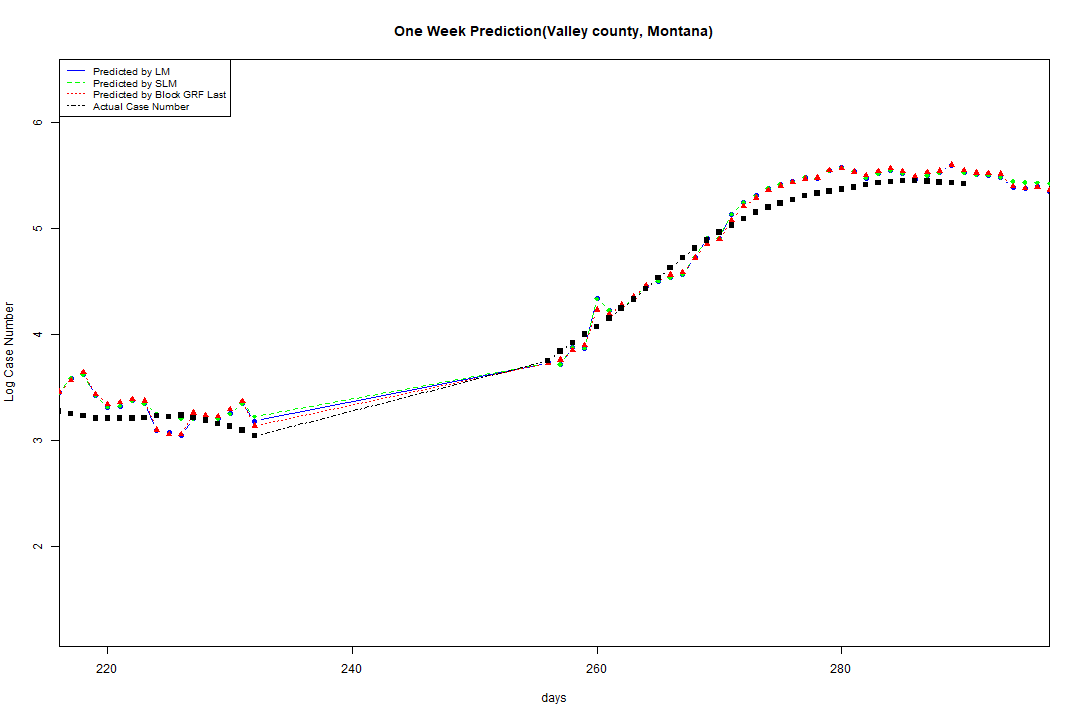 One Week Prediction(Valley county, Montana)
Predicted by LM
Predicted by SLM
Predicted by Block GRF Last
Actual Case Number
6
5
4
3
2
Log Case Number
220 240 260 280
days